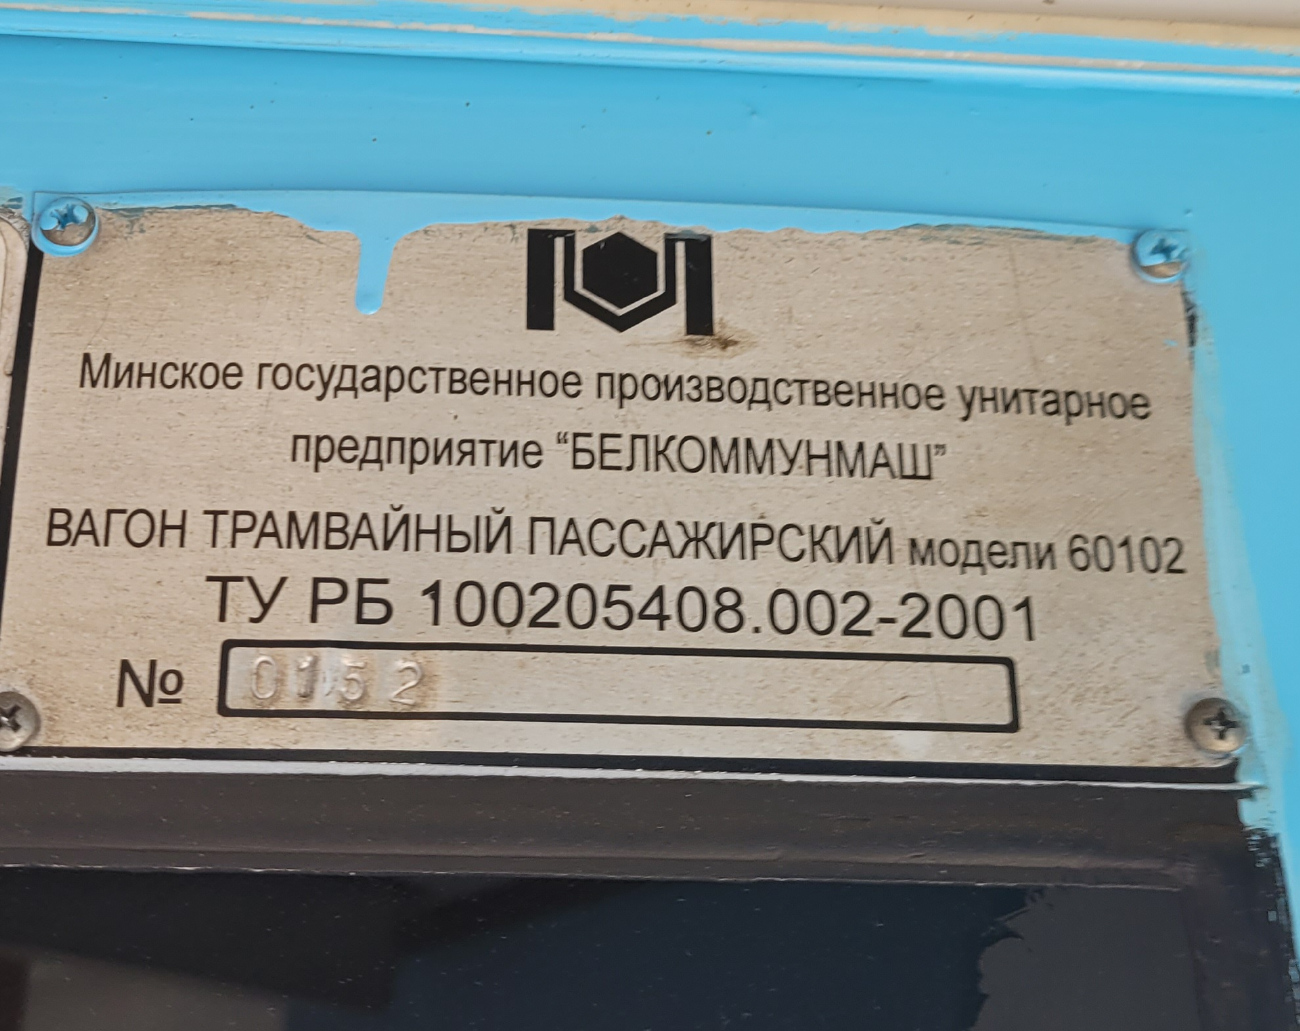 Минское государственное производственное унитарное
предприятие “БЕЛКОММУНМАШ”
ВАГОН ТРАМВАЙНЫЙ ПАССАЖИРСКИЙ модели 60102
ТУ РБ 100205408.002-2001
№ 0152